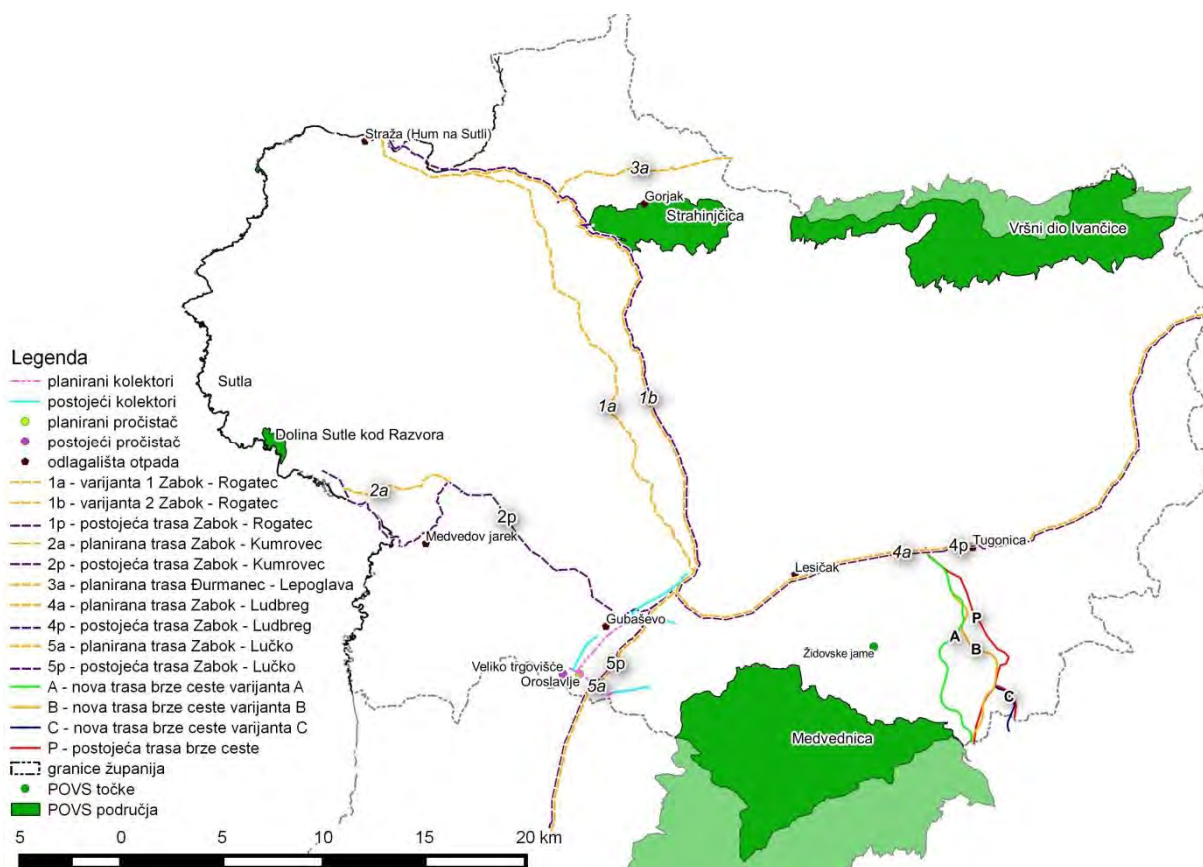 Straža (Hum na Sutli)
3a
Gorjak
Strahinjčica
Vršni dio Ivančice
Legenda
planirani kolektori
postojeći kolektori
planirani pročistač
postojeći pročistač
odlagališta otpada
1a - varijanta 1 Zabok - Rogatec
1b - varijanta 2 Zabok - Rogatec
1p - postojeća trasa Zabok - Rogatec
2a - planirana trasa Zabok - Kumrovec
2p - postojeća trasa Zabok - Kumrovec
3a - planirana trasa Đurmanec - Lepoglava
4a - planirana trasa Zabok - Ludbreg
4p - postojeća trasa Zabok - Ludbreg
5a - planirana trasa Zabok - Lučko
5p - postojeća trasa Zabok - Lučko
A - nova trasa brze ceste varijanta A
B - nova trasa brze ceste varijanta B
C - nova trasa brze ceste varijanta C
P - postojeća trasa brze ceste
granice županija
POVS točke
POVS područja
Sutla
1a
1b
Dolina Sutle kod Razvora
2a
2p
Medvedov jarek
4a
4p
Tugonica
Lesičak
Gubaševo
P
A
B
Židovske jame
5p
Veliko trgovišće
Oroslavlje
5a
C
Medvednica
5 0 5 10 15 20 km